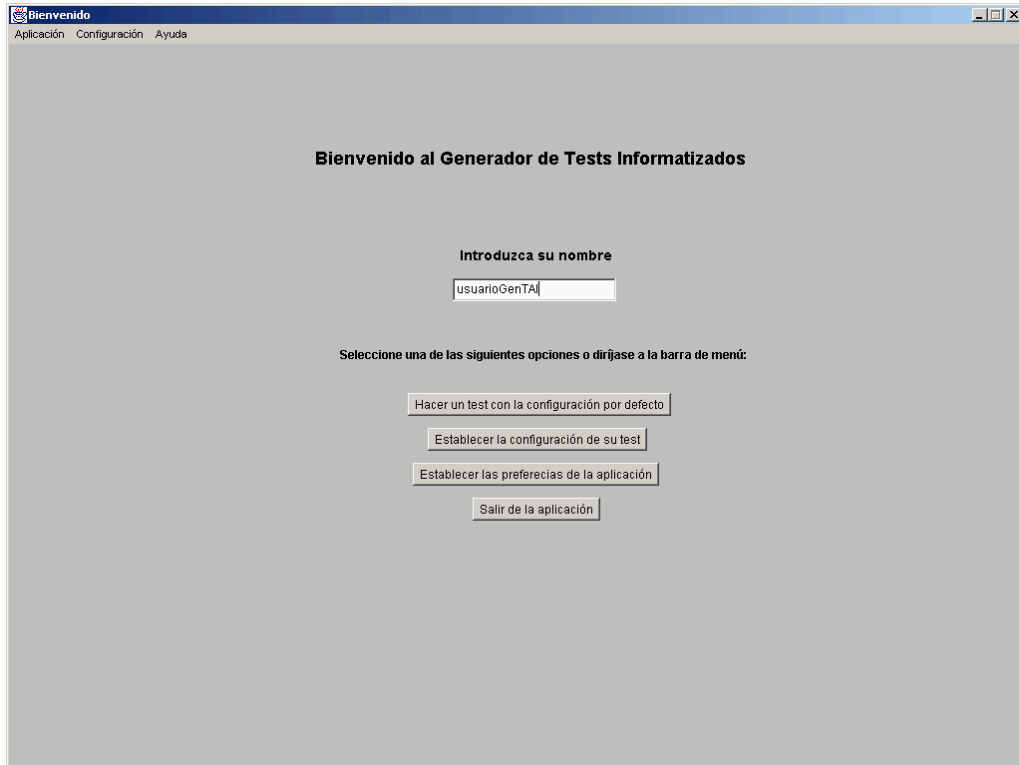 Bienvenido
Aplicación Configuración Ayuda
Bienvenido al Generador de Tests Informatizados
Introduzca su nombre
usuarioGenTAI
Seleccione una de las siguientes opciones o diríjase a la barra de menú:
Hacer un test con la configuración por defecto
Establecer la configuración de su test
Establecer las preferecias de la aplicación
Salir de la aplicación